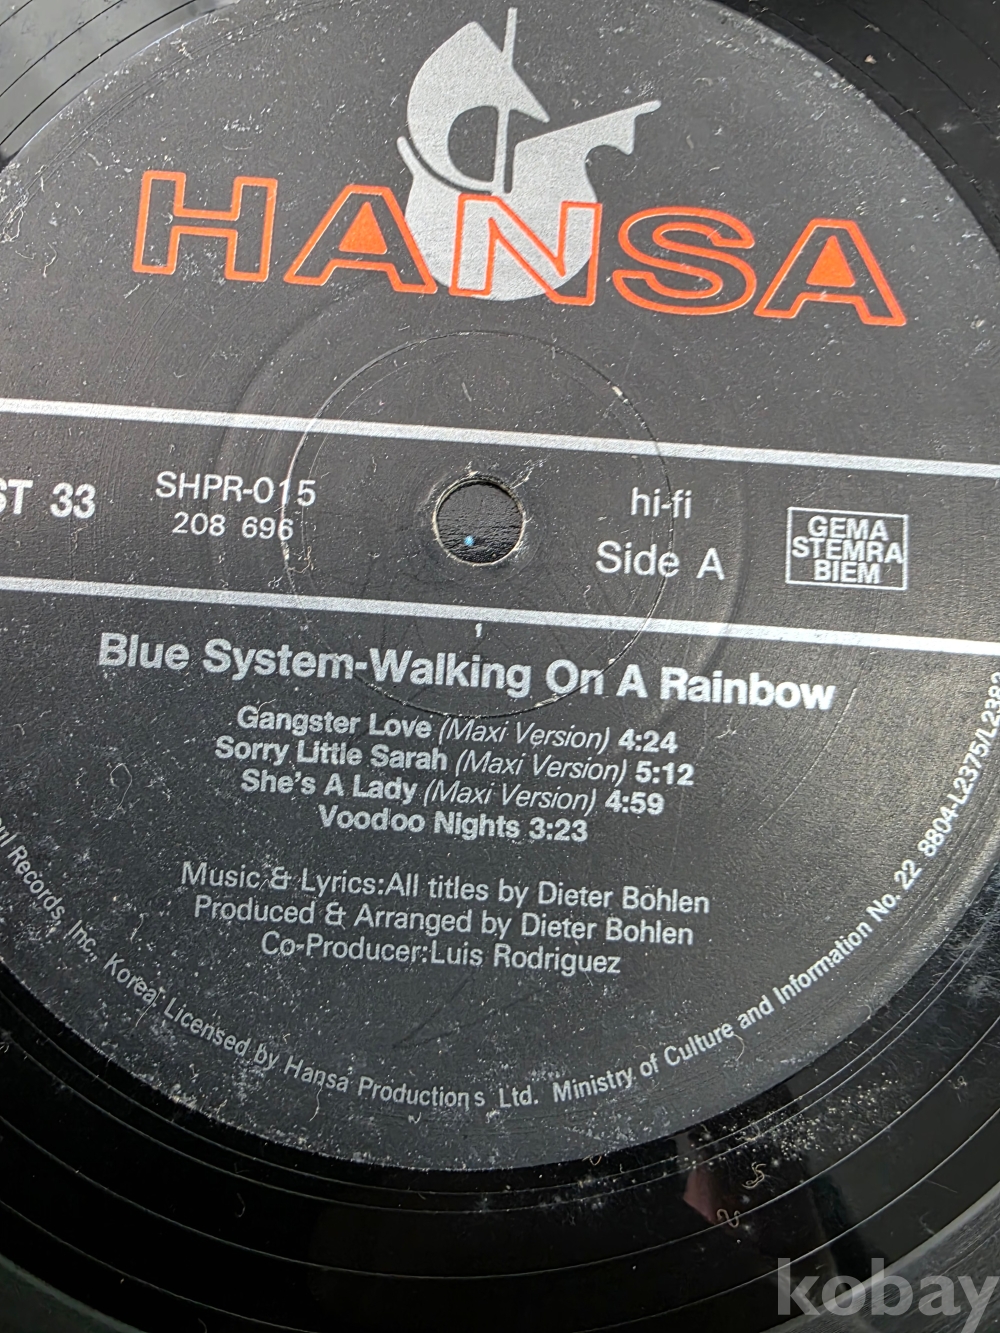 HANSA
ST 33
SHPR-015
208 696
hi-fi
Side A
GEMA
STEMRA
BIEM
Blue System-Walking On A Rainbow
Gangster Love (Maxi Version) 4:24
Sorry Little Sarah (Maxi Version) 5:12
She's A Lady (Maxi Version) 4:59
Voodoo Nights 3:23
Music & Lyrics:All titles by Dieter Bohlen
Produced & Arranged by Dieter Bohlen
Co-Producer:Luis Rodriguez
Records, Inc., Korea. Licensed by Hansa Productions Ltd. Ministry of Culture and Information No. 22 8804-L2375/L2382
kobay